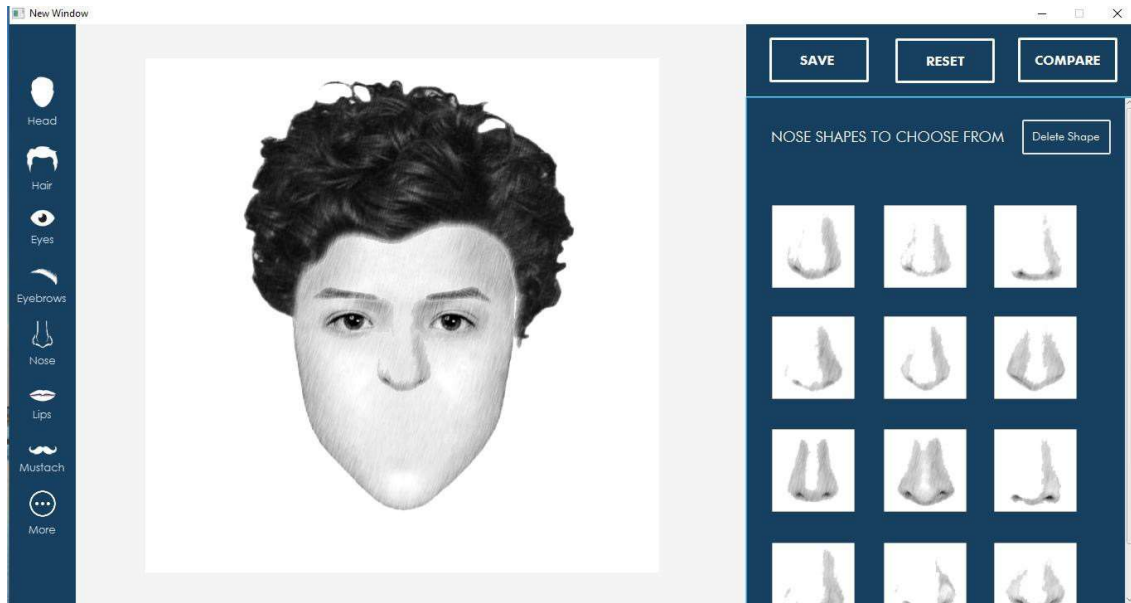 New Window
Head
Hair
Eyes
Eyebrows
Nose
Lips
Mustach
More
SAVE
RESET
COMPARE
NOSE SHAPES TO CHOOSE FROM
Delete Shape